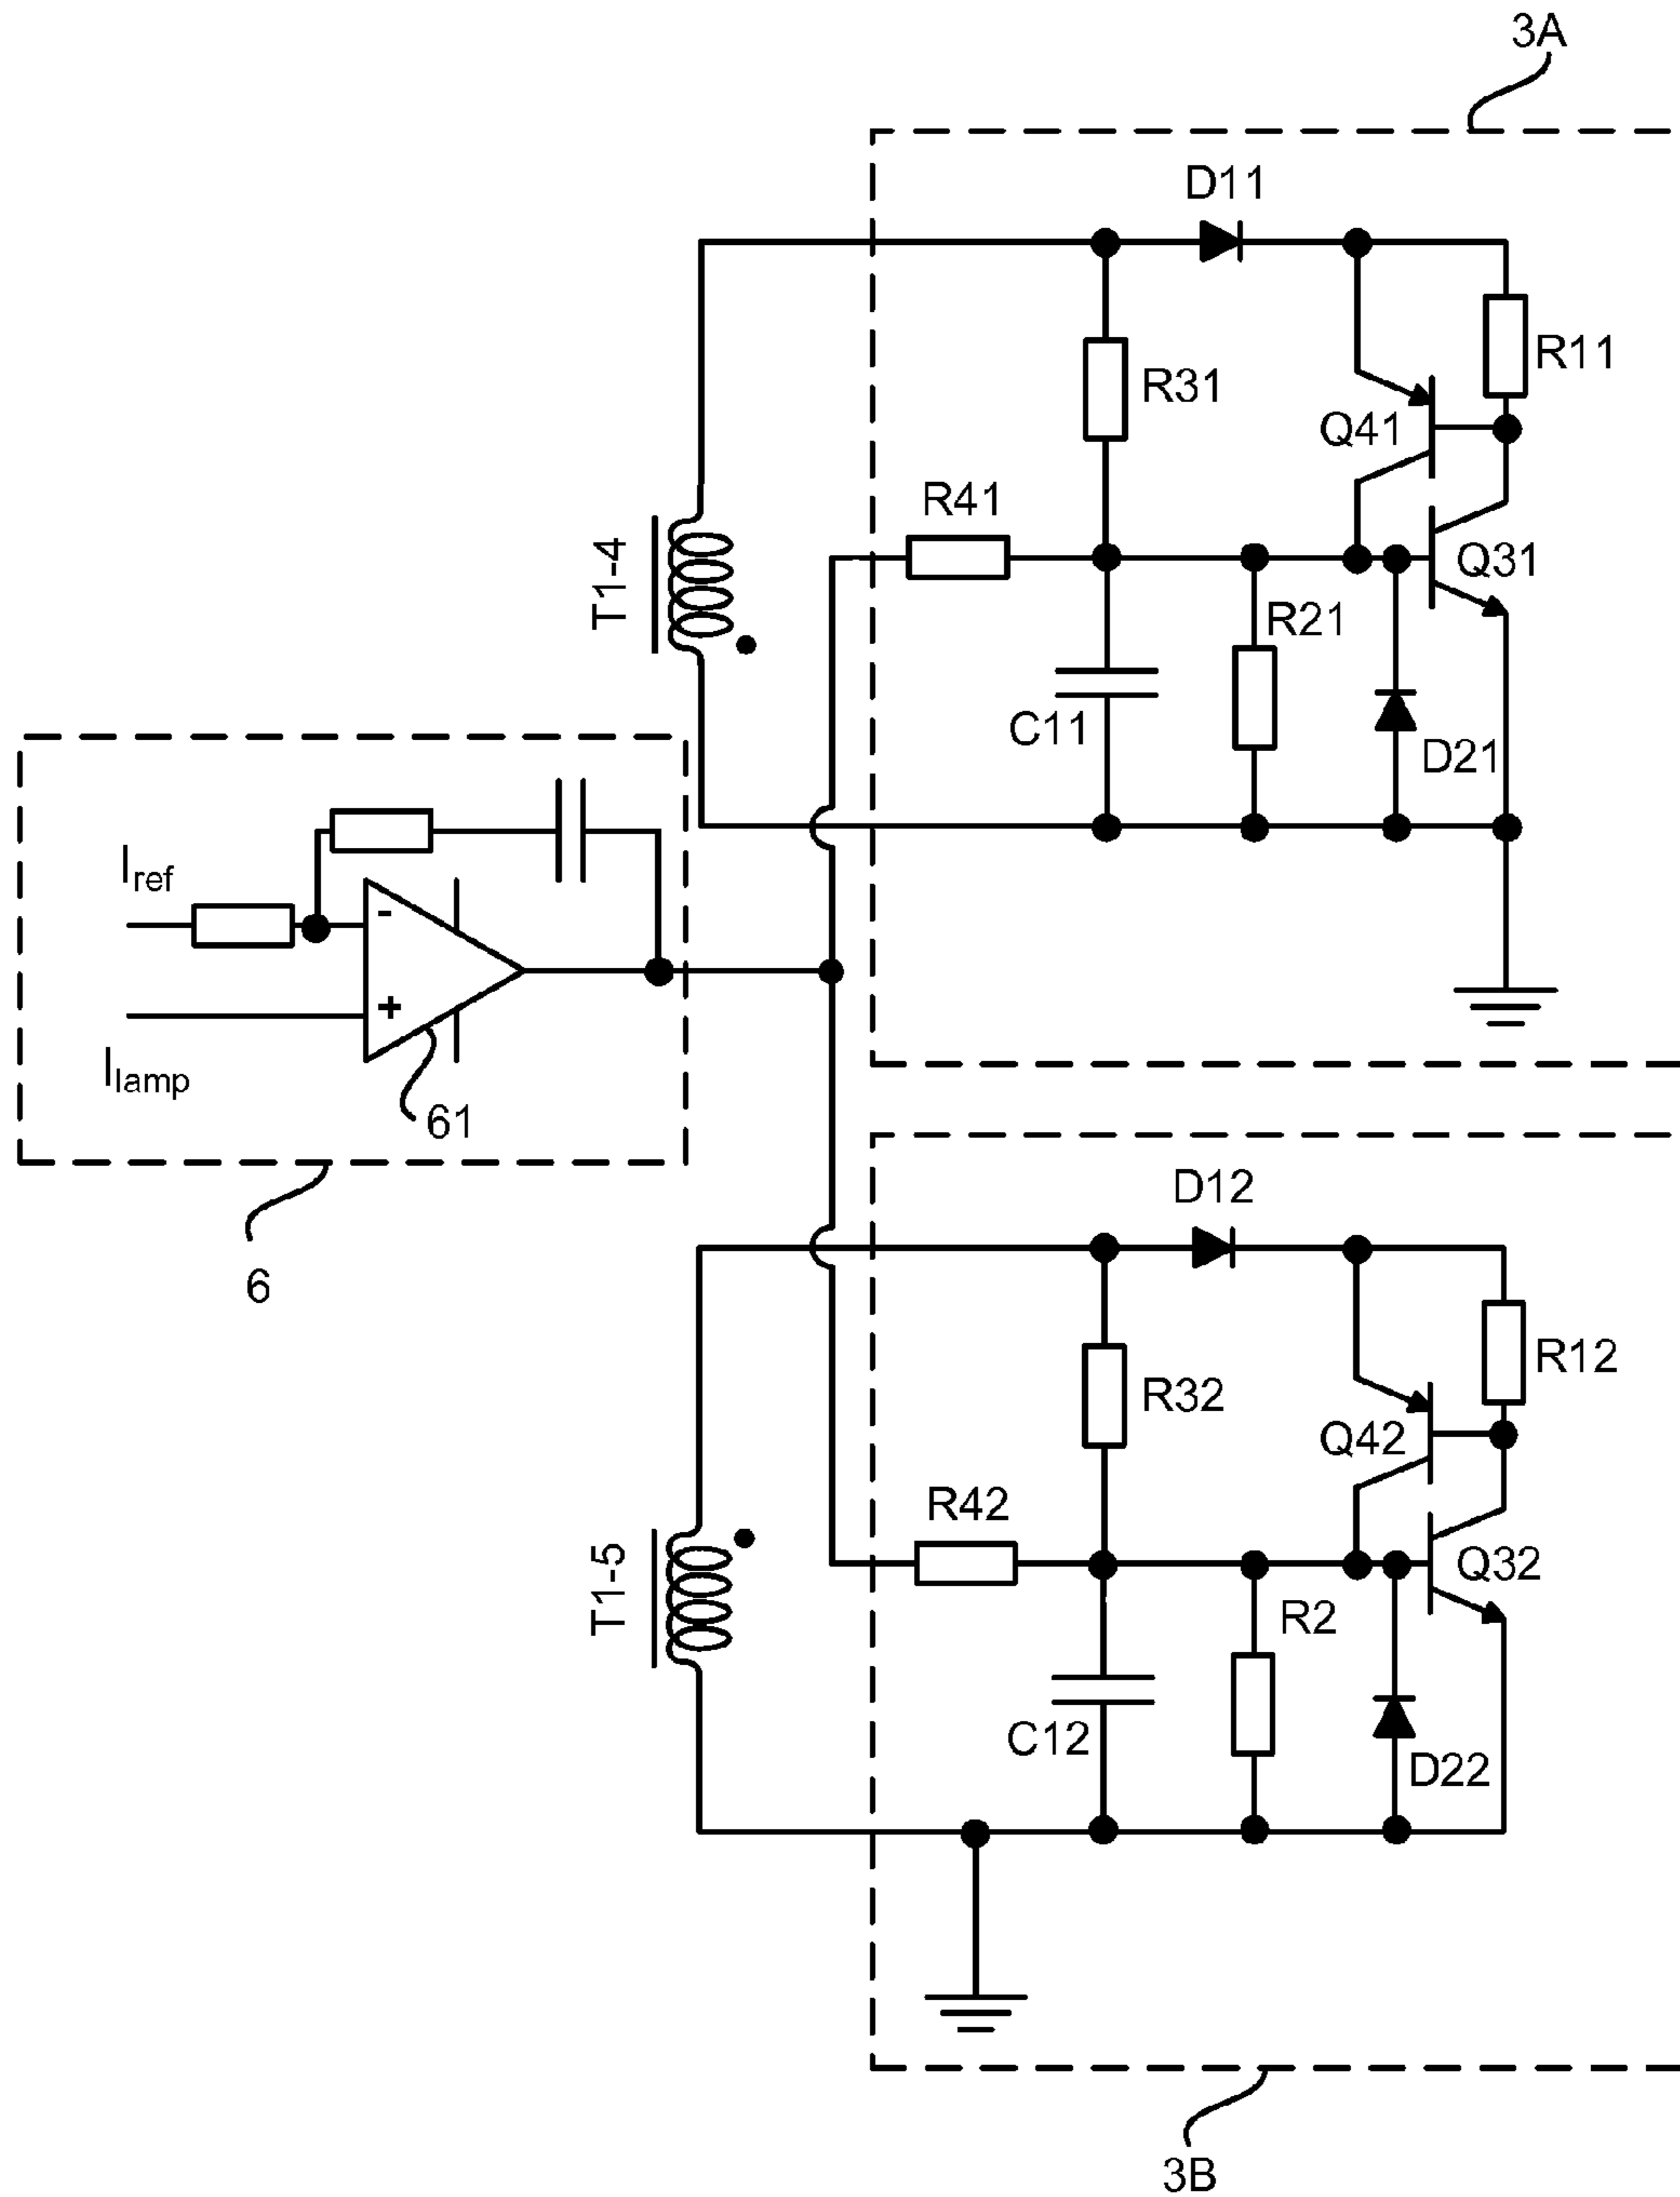 3A
D11
R11
R31
Q41
R41
Q31
T1-4
R21
C11
D21
Iref
-
+
Ilamp
61
6
D12
R12
R32
Q42
R42
Q32
T1-5
R2
C12
D22
3B